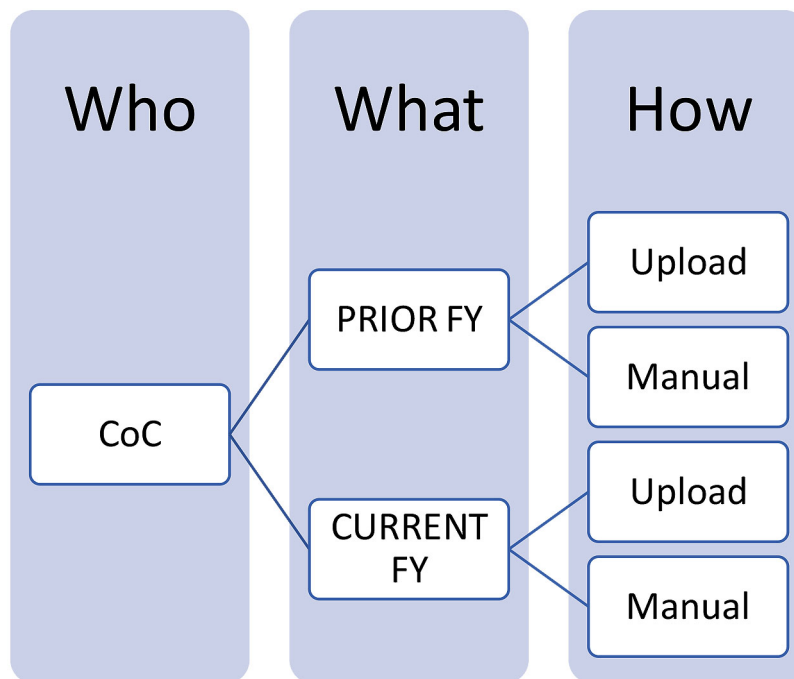 Who
What
How
CoC
PRIOR FY
CURRENT
FY
Upload
Manual
Upload
Manual